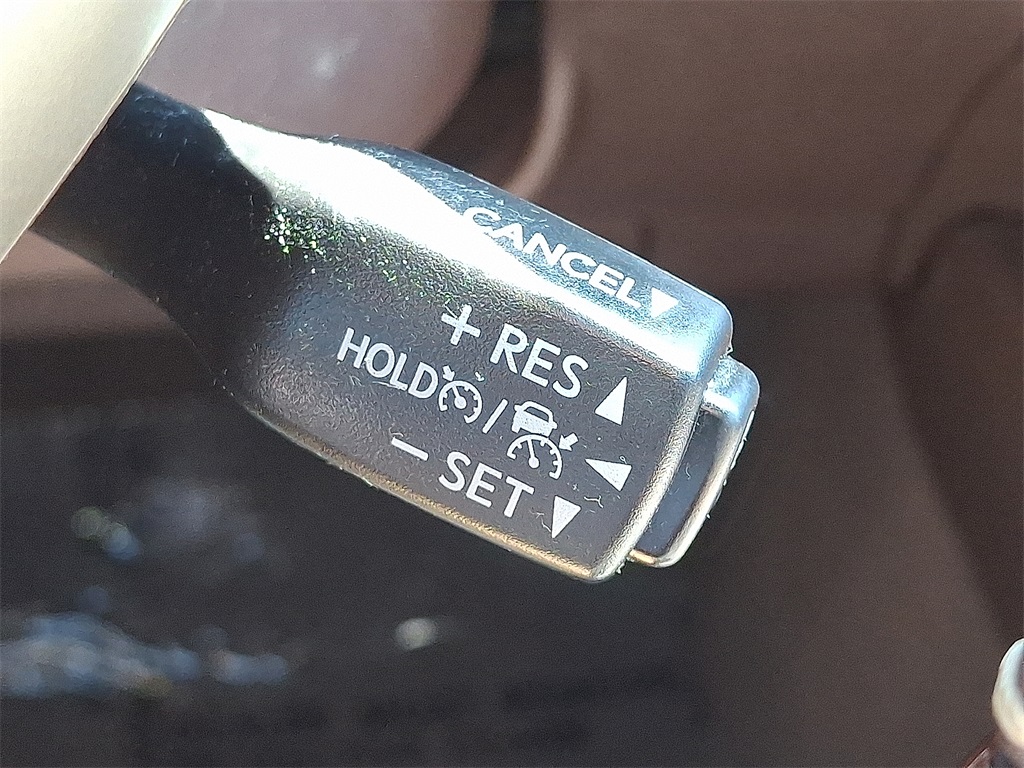 CANCEL
+ RES
HOLD /
− SET